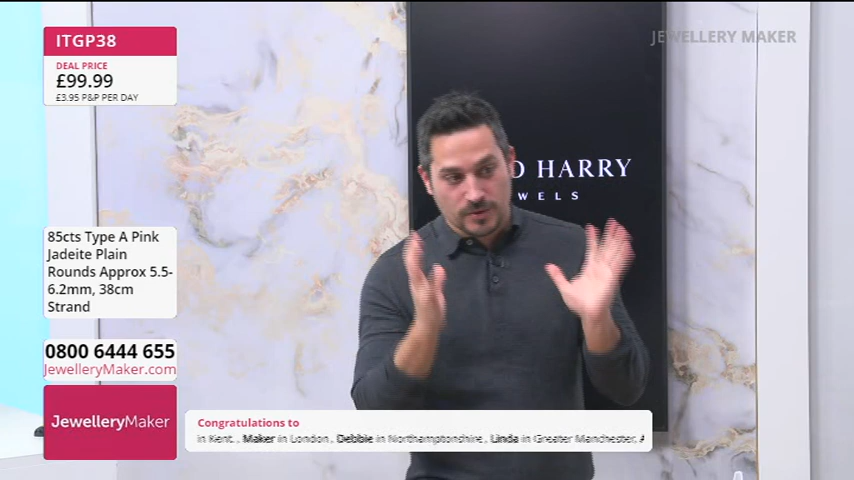 ITGP38
DEAL PRICE
£99.99
£3.95 P&P PER DAY
JEWELLERY MAKER
D HARRY
WELS
85cts Type A Pink
Jadeite Plain
Rounds Approx 5.5-
6.2mm, 38cm
Strand
0800 6444 655
JewelleryMaker.com
JewelleryMaker
Congratulations to
in Kent. , Maker in London , Debbie in Northamptonshire , Linda in Greater Manchester,